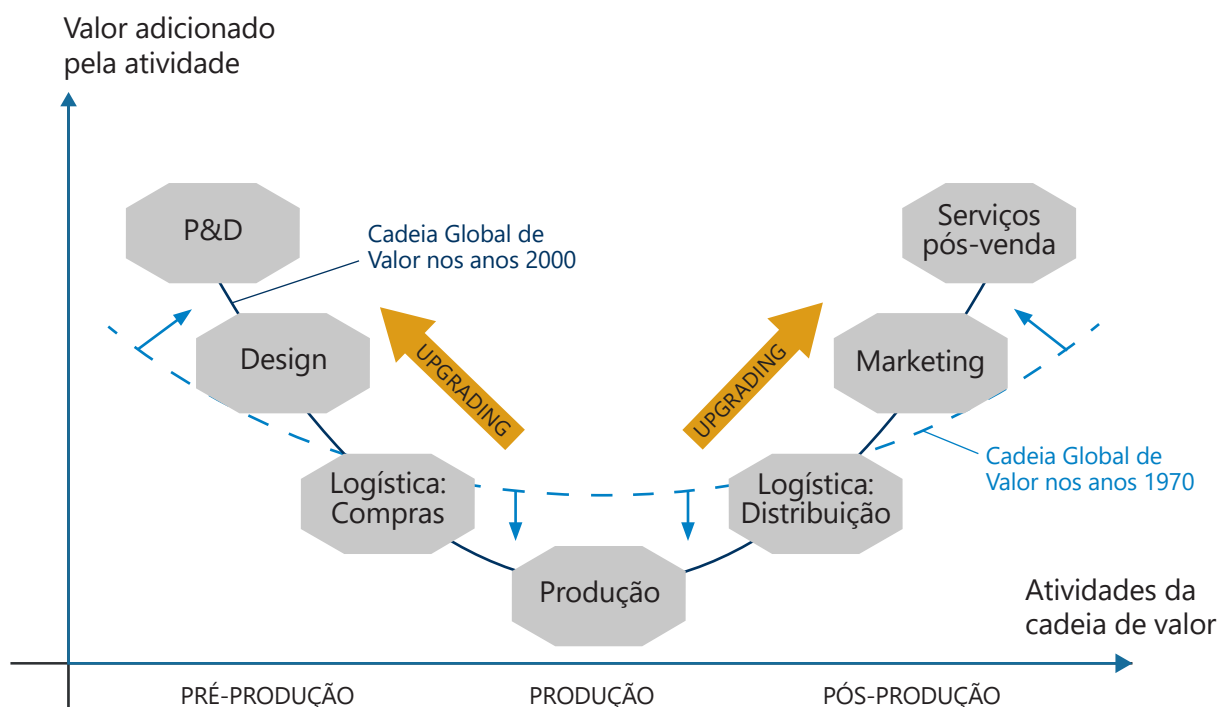 Valor adicionado
pela atividade
P&D
Cadeia Global de
Valor nos anos 2000
Serviços
pós-venda
Design
UPGRADING
UPGRADING
Marketing
Cadeia Global de
Valor nos anos 1970
Logística:
Compras
Logística:
Distribuição
Produção
Atividades da
cadeia de valor
PRÉ-PRODUÇÃO
PRODUÇÃO
PÓS-PRODUÇÃO